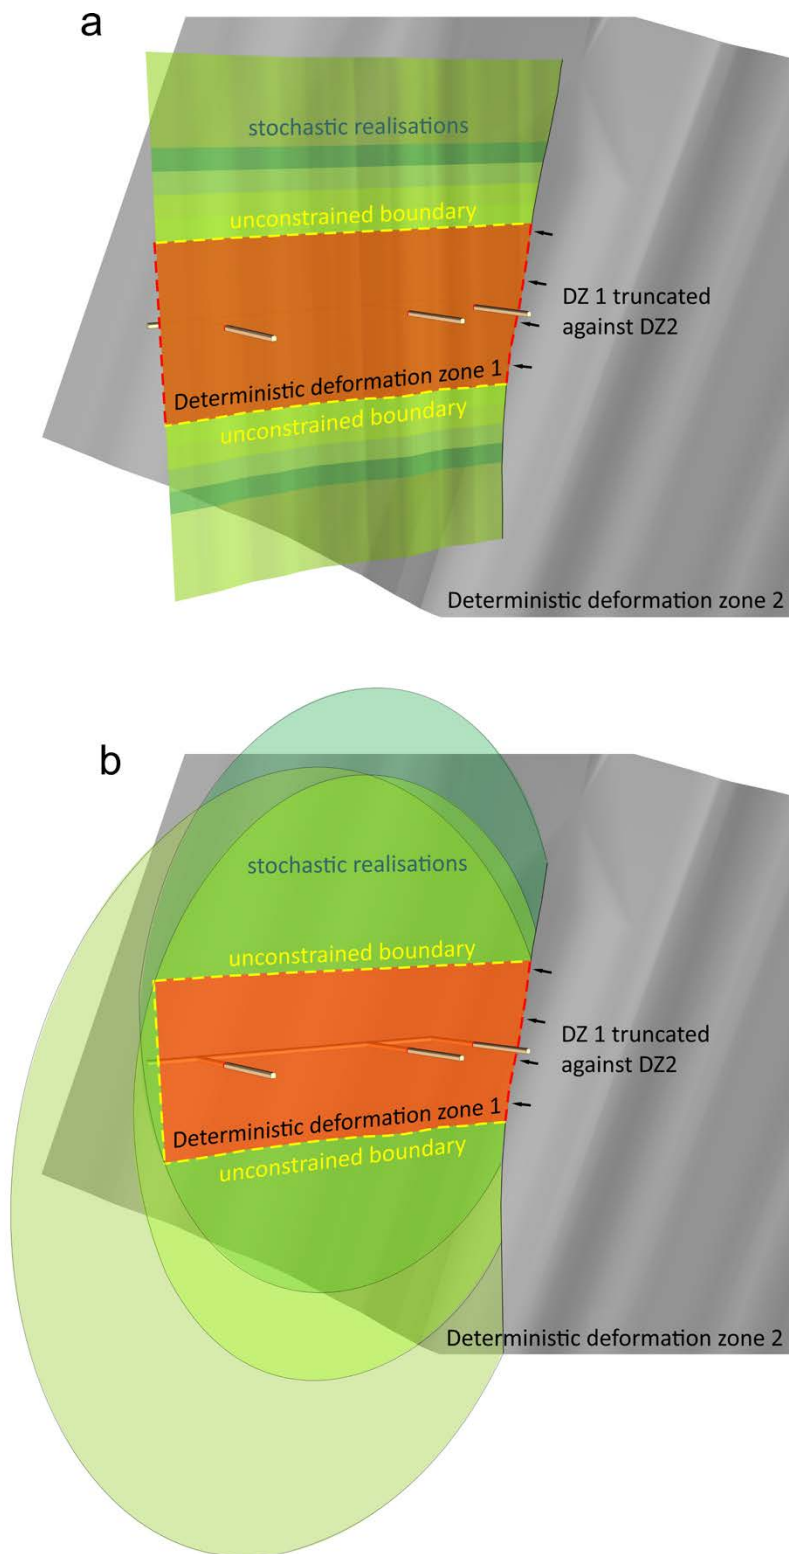 a
stochastic realisations
unconstrained boundary
DZ 1 truncated
against DZ2
Deterministic deformation zone 1
unconstrained boundary
Deterministic deformation zone 2
b
stochastic realisations
unconstrained boundary
DZ 1 truncated
against DZ2
Deterministic deformation zone 1
unconstrained boundary
Deterministic deformation zone 2